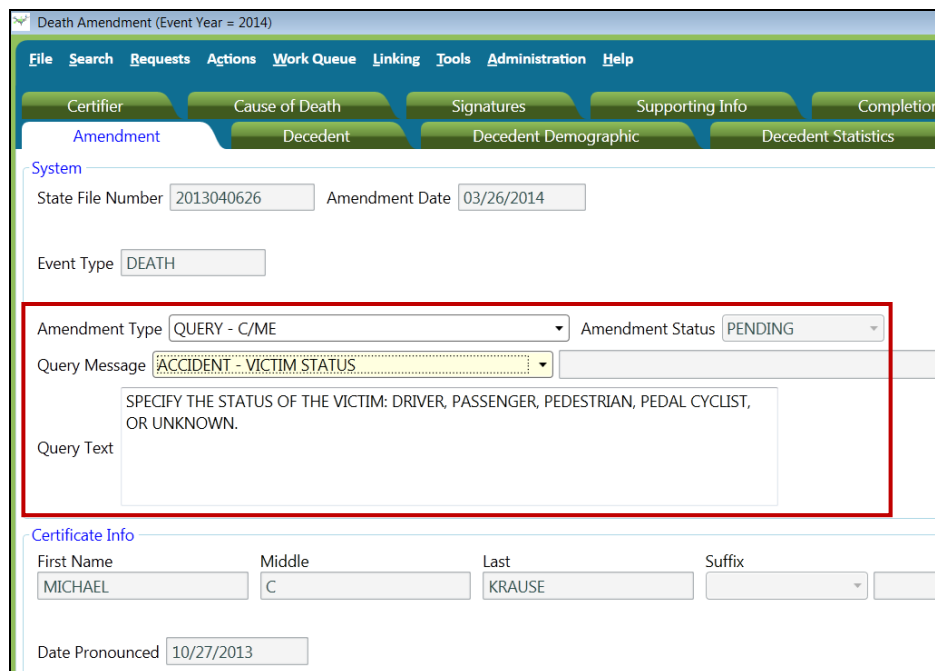 Death Amendment (Event Year = 2014)
File Search Requests Actions Work Queue Linking Tools Administration Help
Certifier Cause of Death Signatures Supporting Info Completion
Amendment Decedent Decedent Demographic Decedent Statistics
System
State File Number 2013040626 Amendment Date 03/26/2014
Event Type DEATH
Amendment Type QUERY - C/ME Amendment Status PENDING
Query Message ACCIDENT - VICTIM STATUS
SPECIFY THE STATUS OF THE VICTIM: DRIVER, PASSENGER, PEDESTRIAN, PEDAL CYCLIST,
OR UNKNOWN.
Query Text
Certificate Info
First Name Middle Last Suffix
MICHAEL C KRAUSE
Date Pronounced 10/27/2013